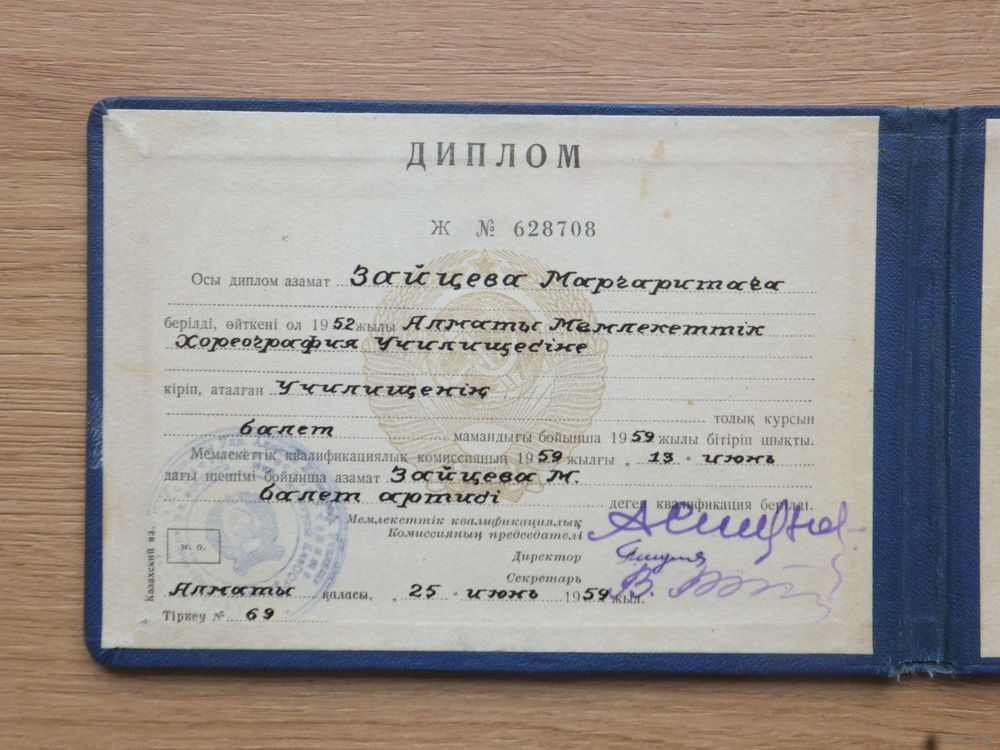 ДИПЛОМ
Ж № 628708
Осы диплом азамат Зайцева Маргаритаға
берілді, өйткені ол 1952 жылы Алматы Мемлекеттік
Хореография Училищесіне
кіріп, аталған Училищенің
толық курсын
балет мамандығы бойынша 1959 жылы бітіріп шықты.
Мемлекеттік квалификациялық комиссияның 1959 жылғы „ 13 " июнь
дағы шешімі бойынша азамат Зайцева М.
балет артисі деген квалификация берілді.
Мемлекеттік квалификациялық
Комиссияның председателі
Директор
Секретарь
м. о.
Казахский яз.
Алматы қаласы, „ 25 " июнь 1959 жыл.
Тіркеу № 69